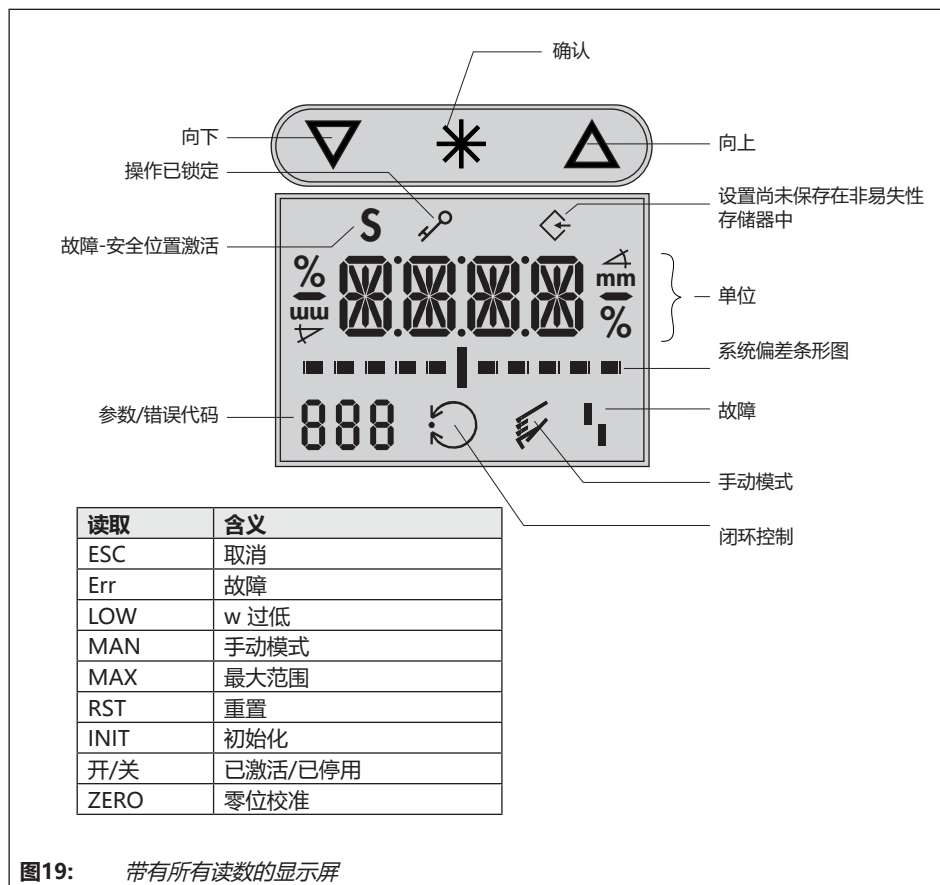 确认
向下
向上
操作已锁定
设置尚未保存在非易失性
存储器中
故障-安全位置激活
S
%
mm
mm
%
单位
系统偏差条形图
参数/错误代码
888
故障
手动模式
闭环控制
读取 含义
ESC 取消
Err 故障
LOW w 过低
MAN 手动模式
MAX 最大范围
RST 重置
INIT 初始化
开/关 已激活/已停用
ZERO 零位校准
图19: 带有所有读数的显示屏